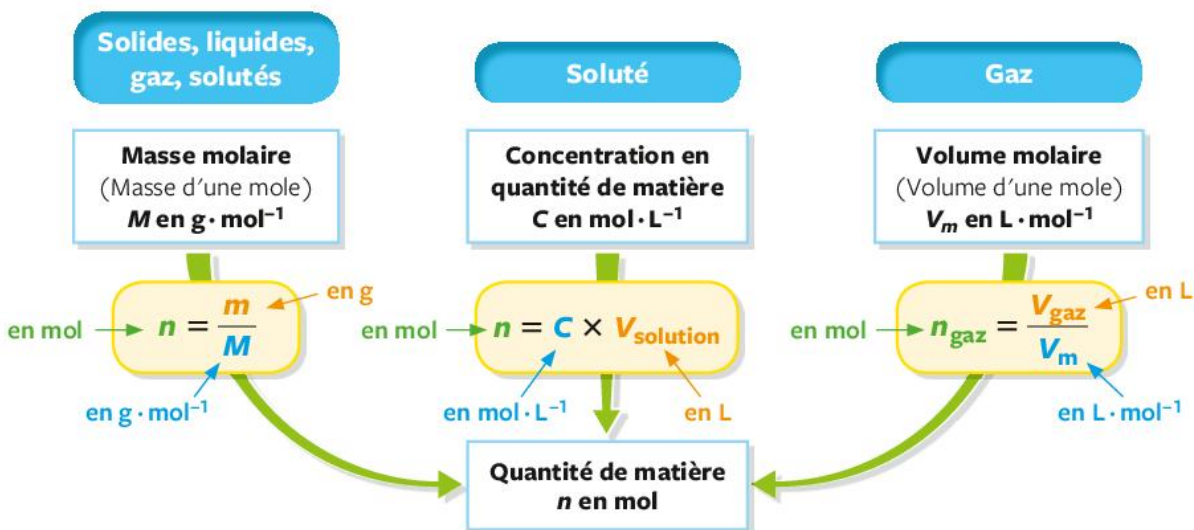 Solides, liquides,
gaz, solutés
Masse molaire
(Masse d'une mole)
M en g·mol⁻¹
en mol
n = m/M
en g
en g·mol⁻¹
Soluté
Concentration en
quantité de matière
C en mol·L⁻¹
en mol
n = C × Vsolution
en mol·L⁻¹
en L
Gaz
Volume molaire
(Volume d'une mole)
Vm en L·mol⁻¹
en mol
ngaz = Vgaz/Vm
en L
en L·mol⁻¹
Quantité de matière
n en mol